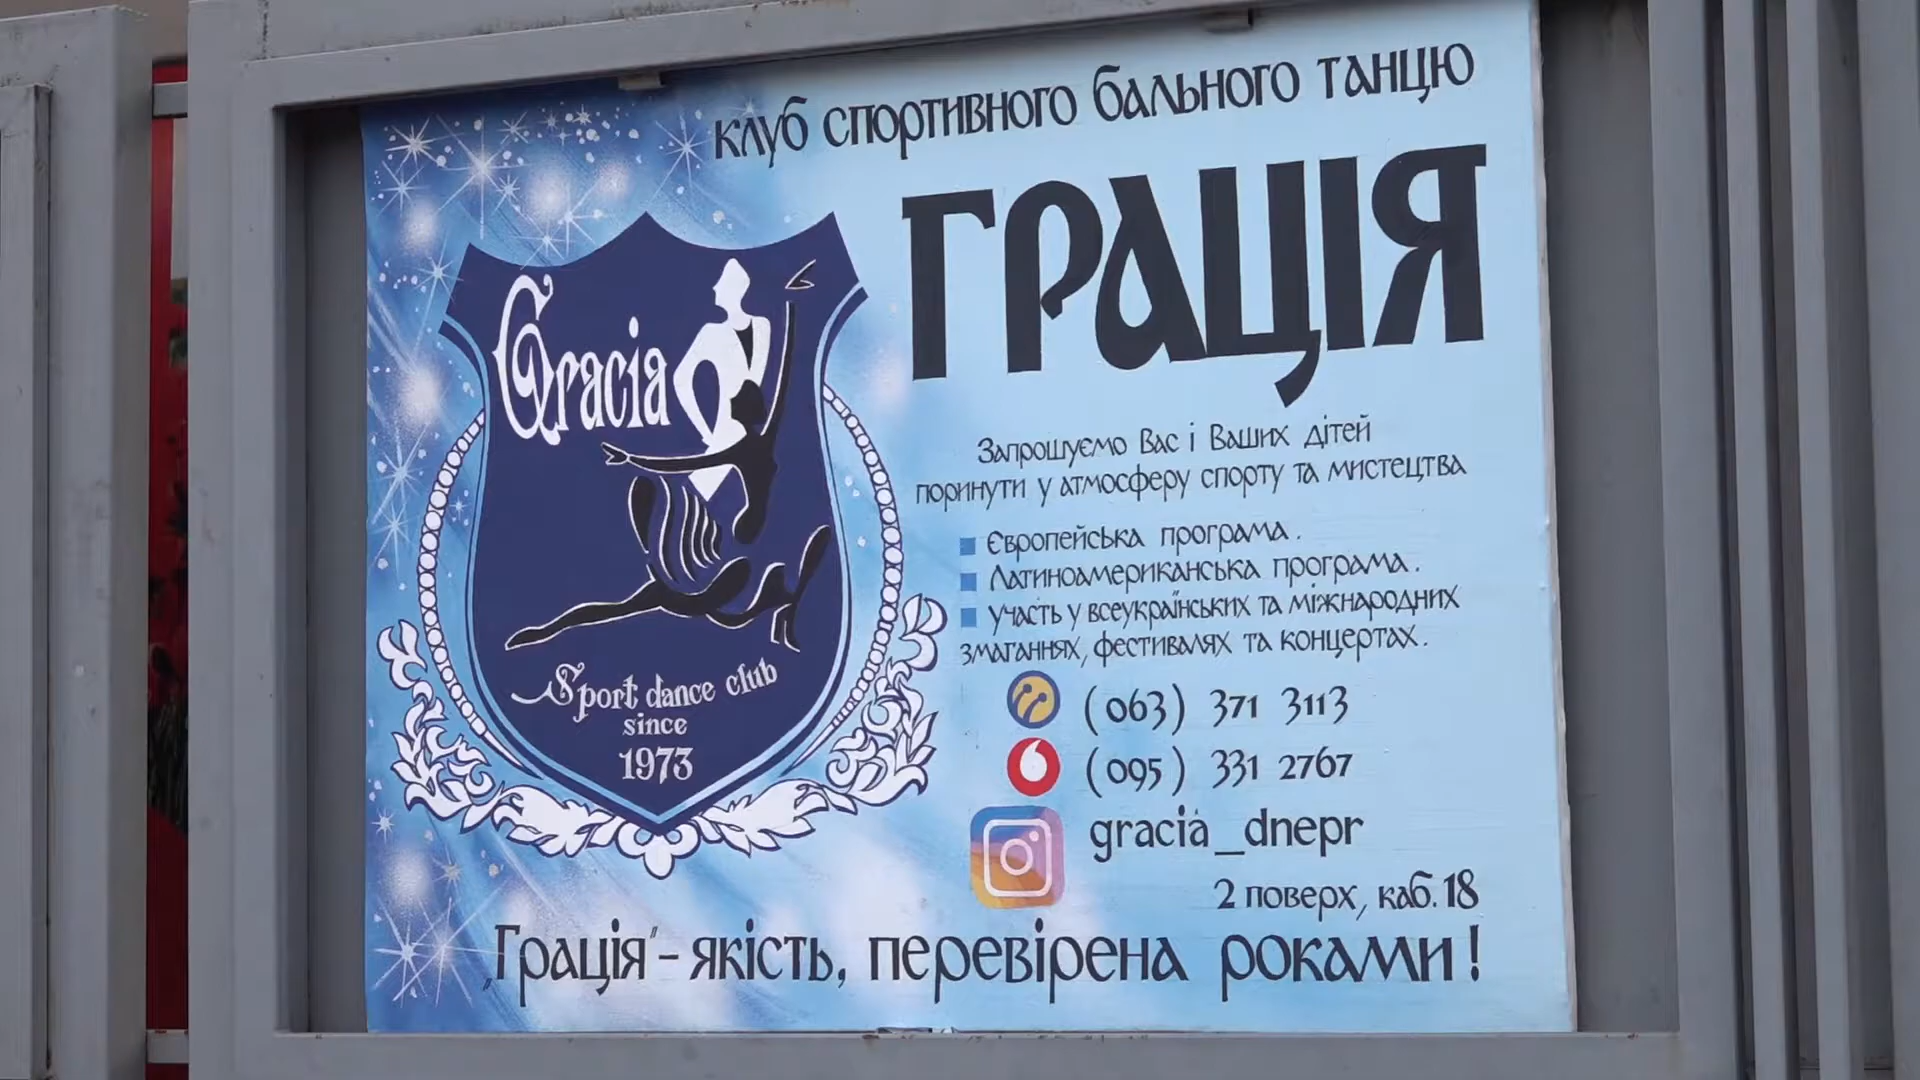 клуб спортивного бального танцю
ГРАЦІЯ
Gracia
Sport dance club
since
1973
Запрошуємо Вас і Ваших дітей
поринути у атмосферу спорту та мистецтва
Європейська програма.
Латиноамериканська програма.
участь у всеукраїнських та міжнародних
змаганнях, фестивалях та концертах.
(063) 371 3113
(095) 331 2767
gracia_dnepr
2 поверх, каб. 18
„Грація” - якість, перевірена роками!